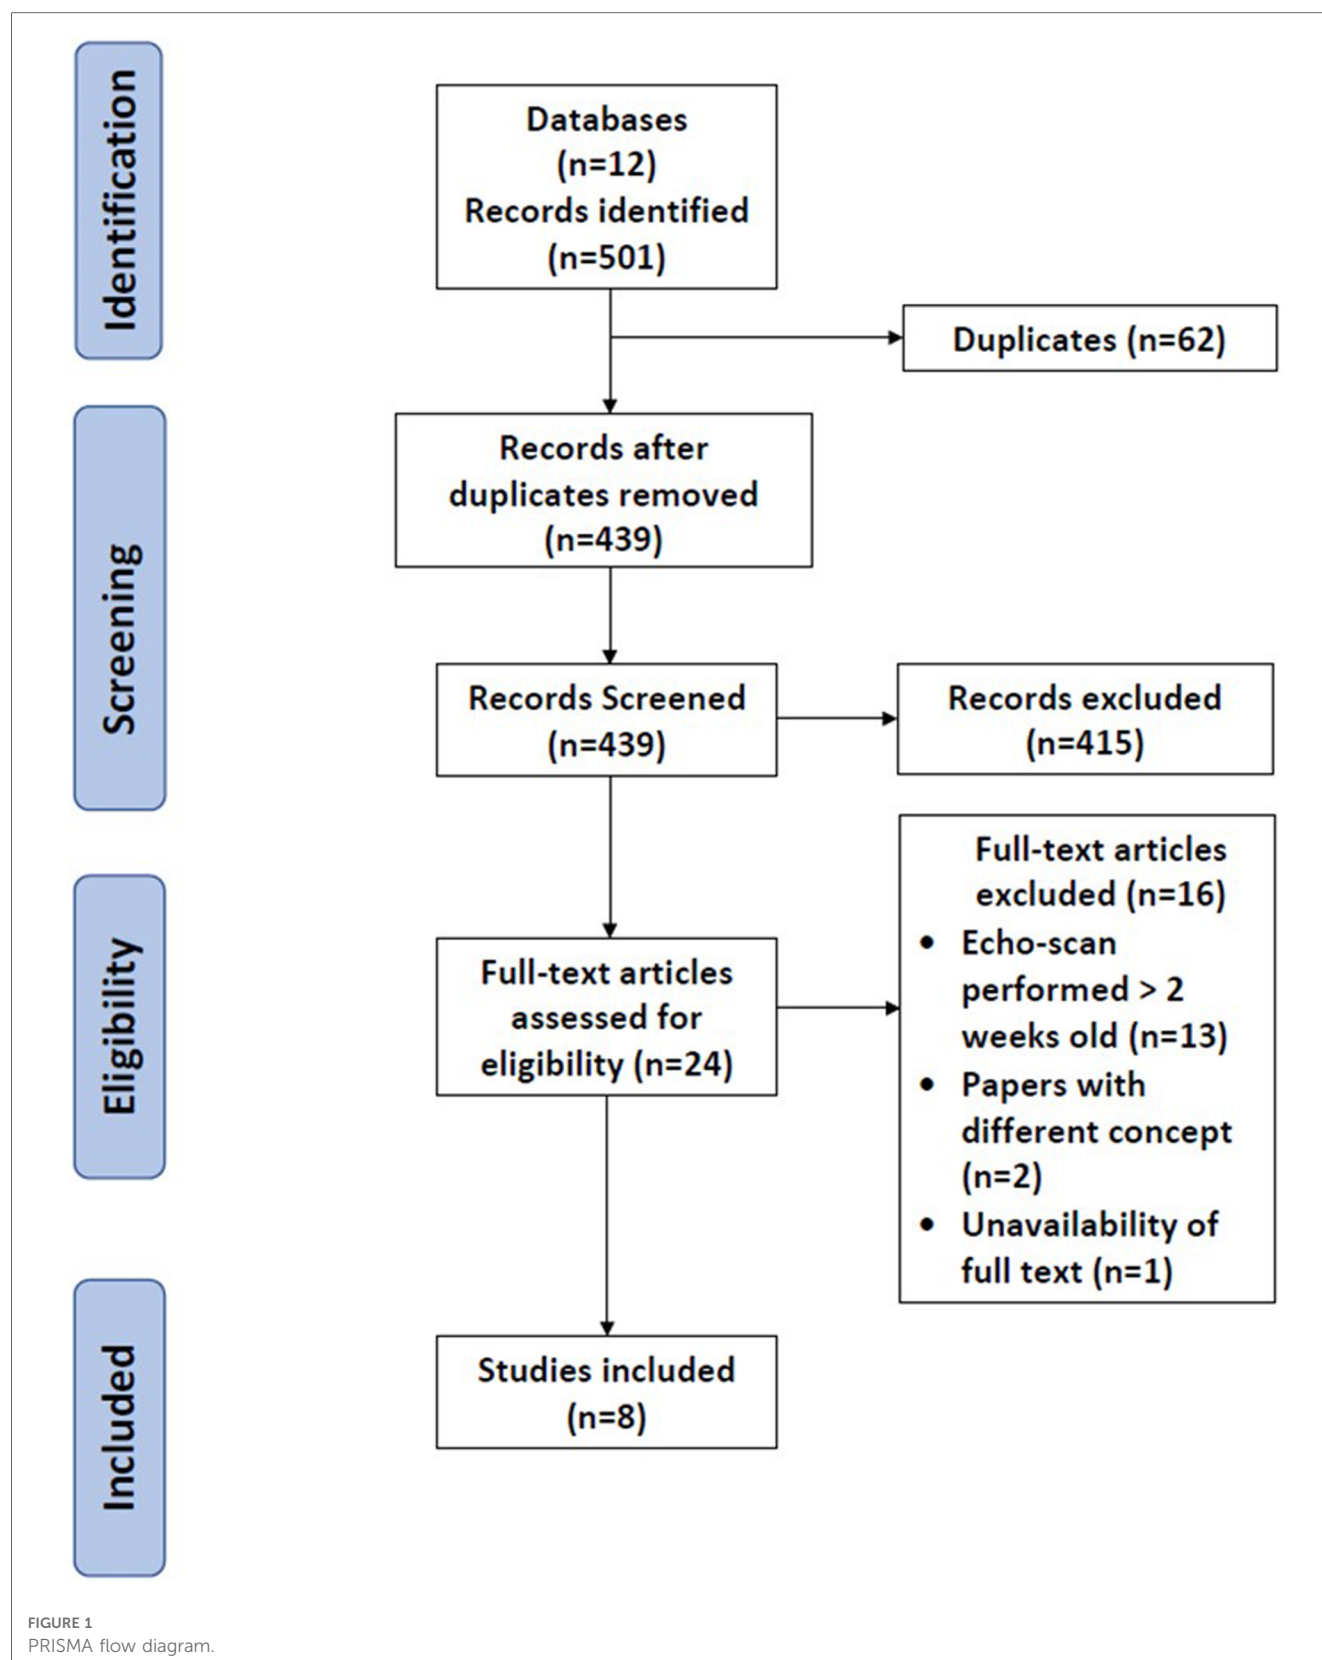 Identification
Databases
(n=12)
Records identified
(n=501)
Duplicates (n=62)
Screening
Records after
duplicates removed
(n=439)
Records Screened
(n=439)
Records excluded
(n=415)
Eligibility
Full-text articles
assessed for
eligibility (n=24)
Full-text articles
excluded (n=16)
• Echo-scan
performed > 2
weeks old (n=13)
• Papers with
different concept
(n=2)
• Unavailability of
full text (n=1)
Included
Studies included
(n=8)
FIGURE 1
PRISMA flow diagram.